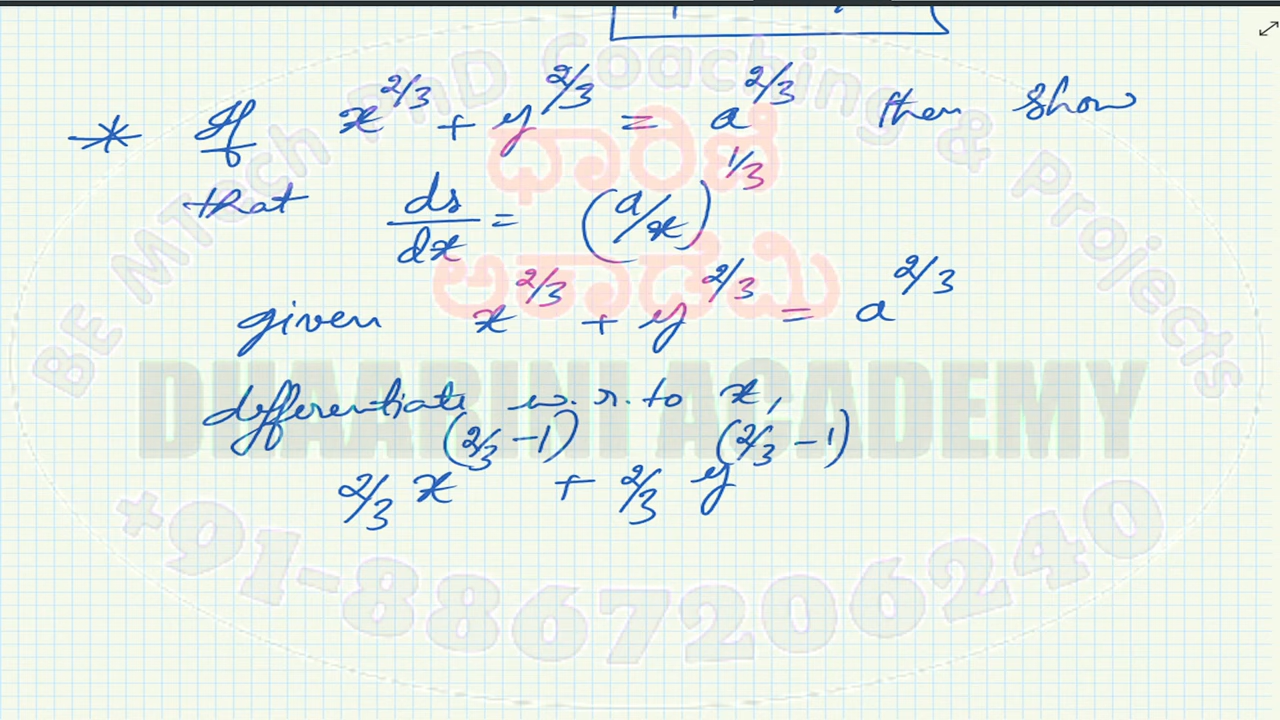 * If x^{2/3} + y^{2/3} = a^{2/3} then show
that ds/dx = (a/x)^{1/3}
given x^{2/3} + y^{2/3} = a^{2/3}
differentiate w.r.to x,
2/3 x^{(2/3 -1)} + 2/3 y^{(2/3 -1)}
BE MTech PhD Coaching & Projects
ಧಾರಿಣಿ
ಅಕಾಡೆಮಿ
DHAARINI ACADEMY
+91-8867206240